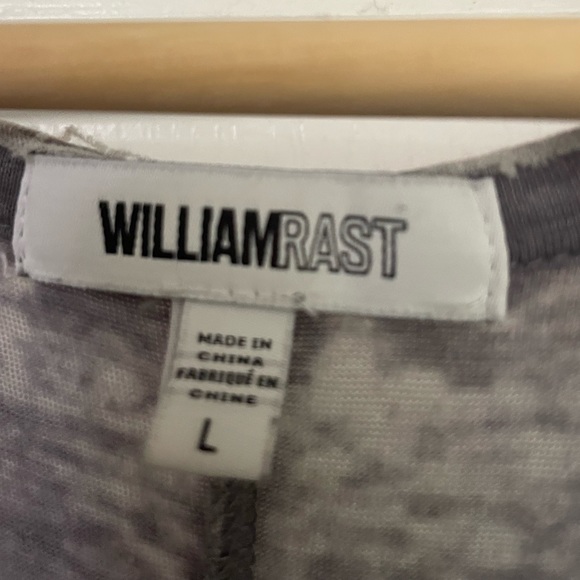 WILLIAMRAST
MADE IN
CHINA
FABRIQUÉ EN
CHINE
L